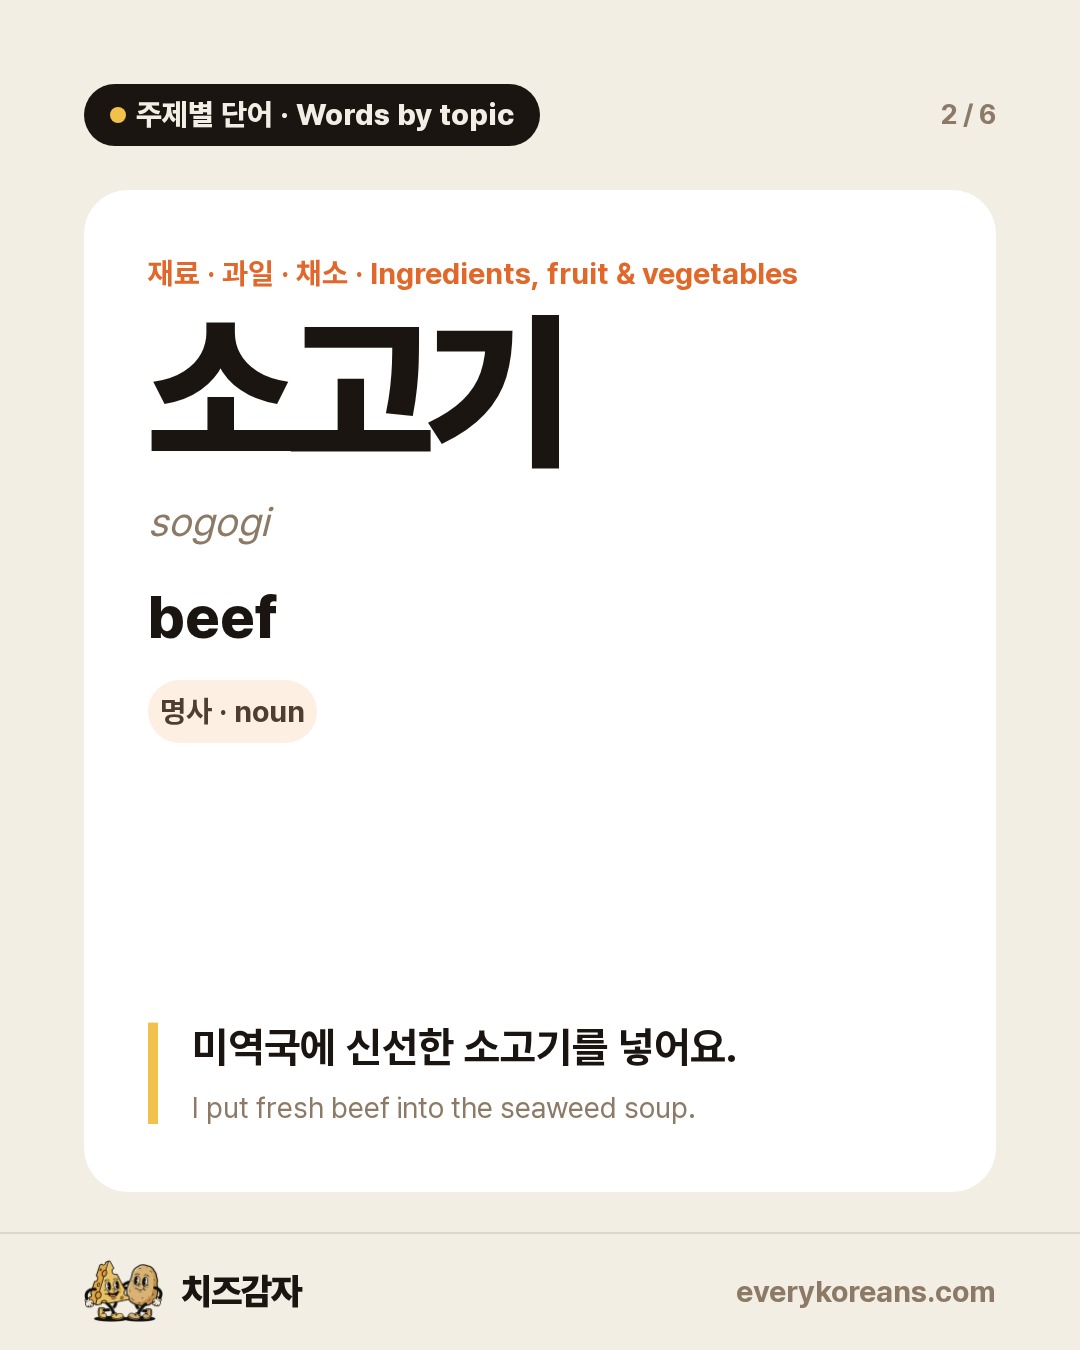 주제별 단어 · Words by topic
2 / 6
재료 · 과일 · 채소 · Ingredients, fruit & vegetables
소고기
sogogi
beef
명사 · noun
미역국에 신선한 소고기를 넣어요.
I put fresh beef into the seaweed soup.
치즈감자
everykoreans.com